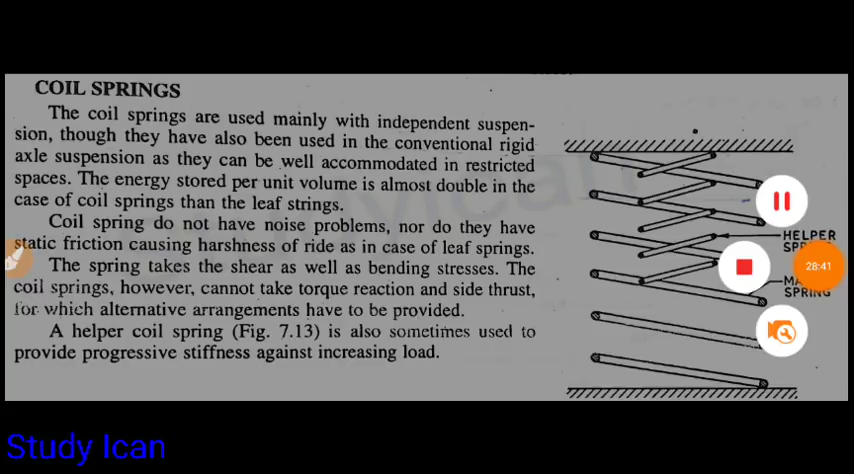 COIL SPRINGS
The coil springs are used mainly with independent suspen-
sion, though they have also been used in the conventional rigid
axle suspension as they can be well accommodated in restricted
spaces. The energy stored per unit volume is almost double in the
case of coil springs than the leaf strings.
Coil spring do not have noise problems, nor do they have
static friction causing harshness of ride as in case of leaf springs.
The spring takes the shear as well as bending stresses. The
coil springs, however, cannot take torque reaction and side thrust,
for which alternative arrangements have to be provided.
A helper coil spring (Fig. 7.13) is also sometimes used to
provide progressive stiffness against increasing load.
HELPER
28:41
SPRING
Study Ican